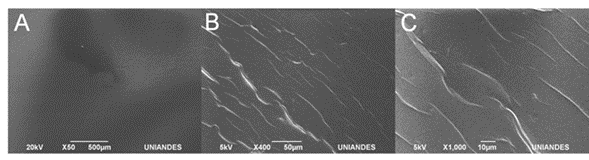 A
B
C
20kV X50 500µm UNIANDES
5kV X400 50µm UNIANDES
5kV X1,000 10µm UNIANDES